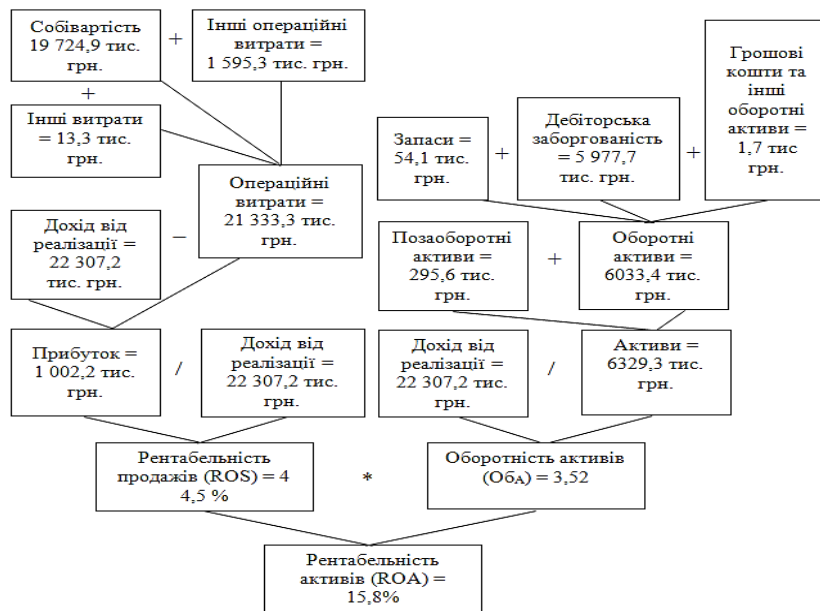 Собівартість
19 724,9 тис.
грн.
+
Інші операційні
витрати =
1 595,3 тис.
грн.
+
Інші витрати
= 13,3 тис.
грн.
Операційні
витрати =
21 333,3 тис.
грн.
Дохід від
реалізації =
22 307,2
тис. грн.
–
Запаси =
54,1 тис.
грн.
+
Дебіторська
заборгованість
= 5 977,7
тис. грн.
+
Грошові
кошти та
інші
оборотні
активи =
1,7 тис
грн.
Позаоборотні
активи =
295,6 тис.
грн.
+
Оборотні
активи =
6033,4 тис.
грн.
Прибуток =
1 002,2 тис.
грн.
/
Дохід від
реалізації =
22 307,2 тис.
грн.
Дохід від
реалізації =
22 307,2 тис.
грн.
/
Активи =
6329,3 тис.
грн.
Рентабельність
продажів (ROS) = 4
4,5 %
*
Оборотність активів
(ОбА) = 3,52
Рентабельність
активів (ROA) =
15,8%